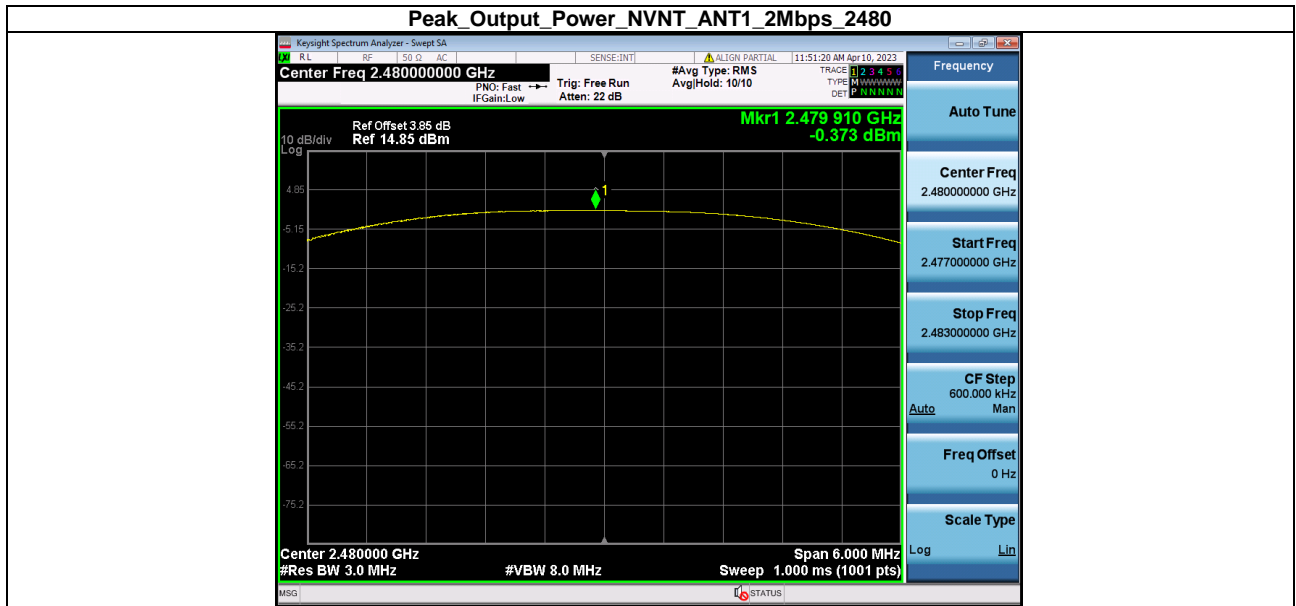 Peak_Output_Power_NVNT_ANT1_2Mbps_2480
Keysight Spectrum Analyzer - Swept SA
LXI RL RF 50 Ω AC SENSE:INT ALIGN PARTIAL 11:51:20 AM Apr 10, 2023
Center Freq 2.480000000 GHz
PNO: Fast
IFGain:Low
Trig: Free Run
Atten: 22 dB
#Avg Type: RMS
Avg|Hold: 10/10
TRACE 1 2 3 4 5 6
TYPE M WWWWW
DET P N N N N N
Mkr1 2.479 910 GHz
-0.373 dBm
Ref Offset 3.85 dB
10 dB/div Ref 14.85 dBm
Log
1
4.85
-5.15
-15.2
-25.2
-35.2
-45.2
-55.2
-65.2
-75.2
Center 2.480000 GHz Span 6.000 MHz
#Res BW 3.0 MHz #VBW 8.0 MHz Sweep 1.000 ms (1001 pts)
MSG STATUS
Frequency
Auto Tune
Center Freq
2.480000000 GHz
Start Freq
2.477000000 GHz
Stop Freq
2.483000000 GHz
CF Step
600.000 kHz
Auto Man
Freq Offset
0 Hz
Scale Type
Log Lin